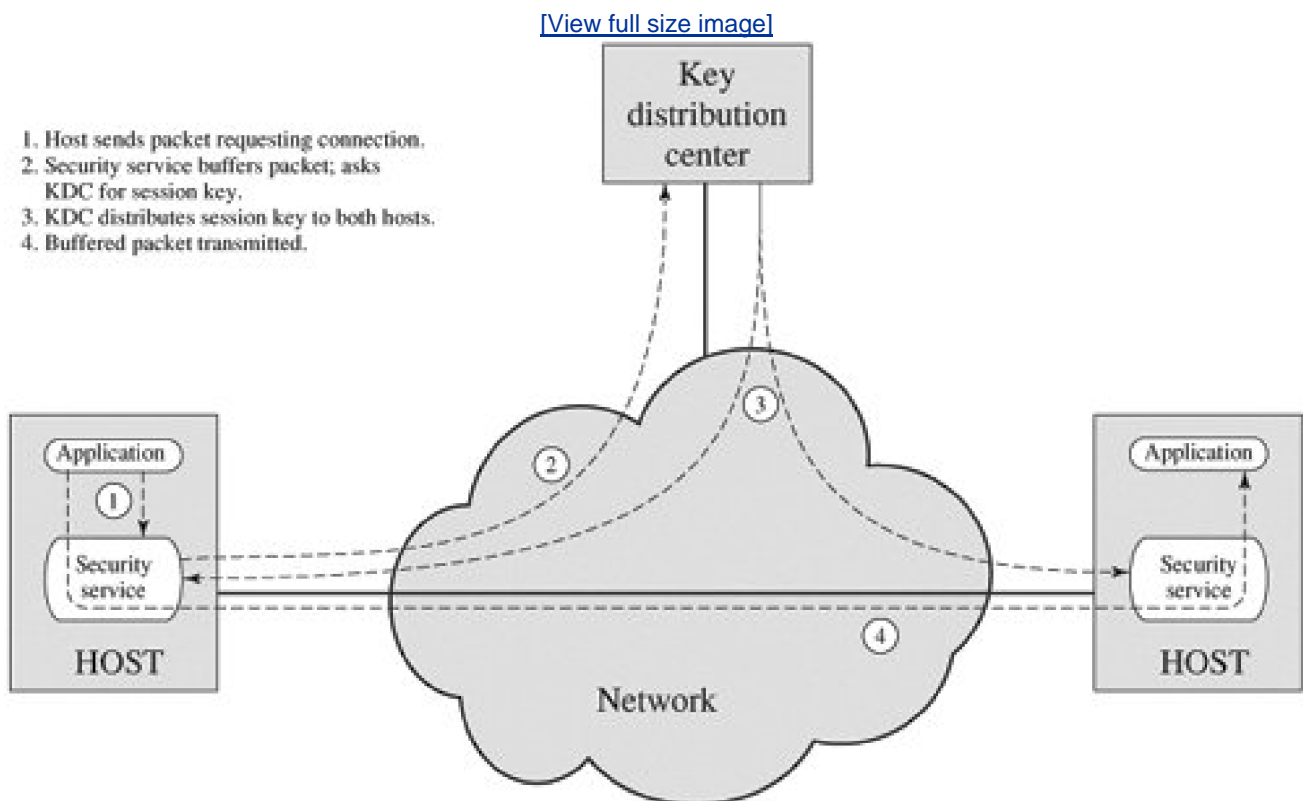 [View full size image]
Key
distribution
center
1. Host sends packet requesting connection.
2. Security service buffers packet; asks
KDC for session key.
3. KDC distributes session key to both hosts.
4. Buffered packet transmitted.
3
Application
1
2
Application
Security
service
Security
service
4
HOST
HOST
Network